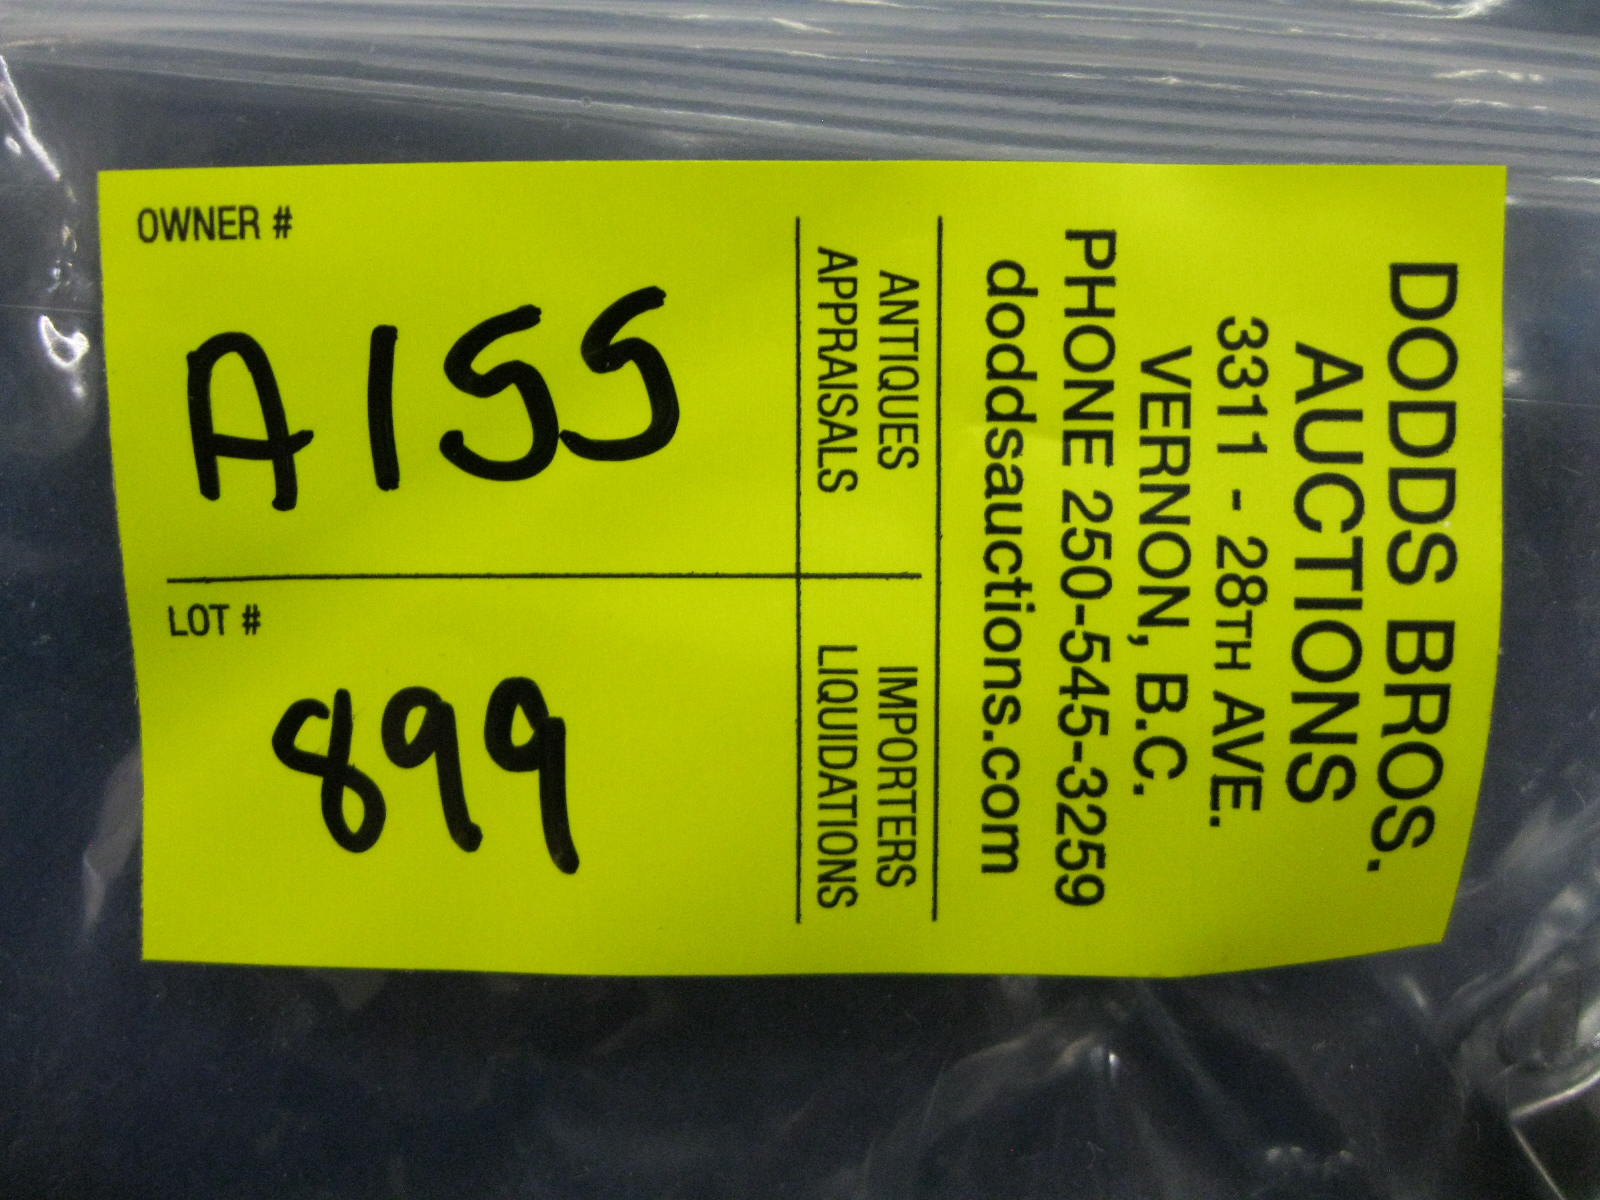 DODDS BROS.
AUCTIONS
3311 - 28TH AVE.
VERNON, B.C.
PHONE 250-545-3259
doddsauctions.com
ANTIQUES
APPRAISALS
IMPORTERS
LIQUIDATIONS
OWNER #
A155
LOT #
899